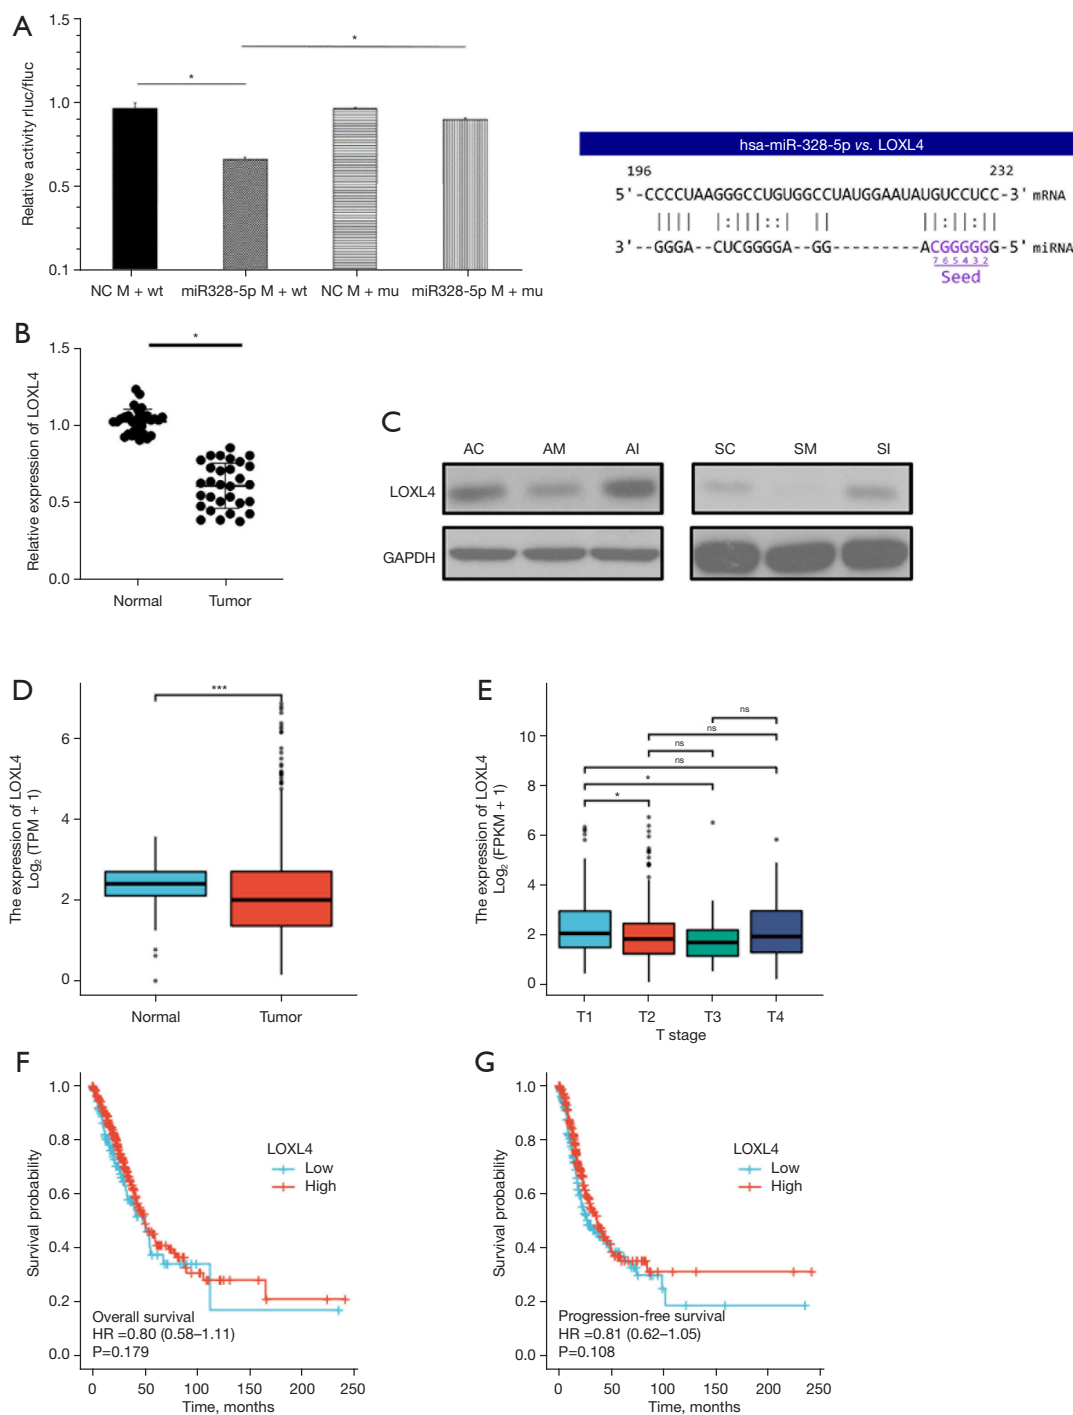 A
1.5
1.0
0.5
0.1
Relative activity rluc/fluc
*
*
NC M + wt
miR328-5p M + wt
NC M + mu
miR328-5p M + mu
hsa-miR-328-5p vs. LOXL4
196
232
5'-CCCCUAAGGGCCUGUGGCCUAUGGAAUAUGUCCUCC-3' mRNA
3'--GGGA--CUCGGGGA--GG---------ACGGGGGG-5' miRNA
7 6 5 4 3 2
Seed
B
1.5
1.0
0.5
0.0
Relative expression of LOXL4
*
Normal
Tumor
C
AC
AM
AI
SC
SM
SI
LOXL4
GAPDH
D
The expression of LOXL4
Log2 (TPM + 1)
6
4
2
0
***
Normal
Tumor
E
The expression of LOXL4
Log2 (FPKM + 1)
10
8
6
4
2
0
ns
ns
ns
ns
*
*
T1
T2
T3
T4
T stage
F
Survival probability
1.0
0.8
0.6
0.4
0.2
0.0
LOXL4
Low
High
Overall survival
HR =0.80 (0.58–1.11)
P=0.179
0
50
100
150
200
250
Time, months
G
Survival probability
1.0
0.8
0.6
0.4
0.2
0.0
LOXL4
Low
High
Progression-free survival
HR =0.81 (0.62–1.05)
P=0.108
0
50
100
150
200
250
Time, months